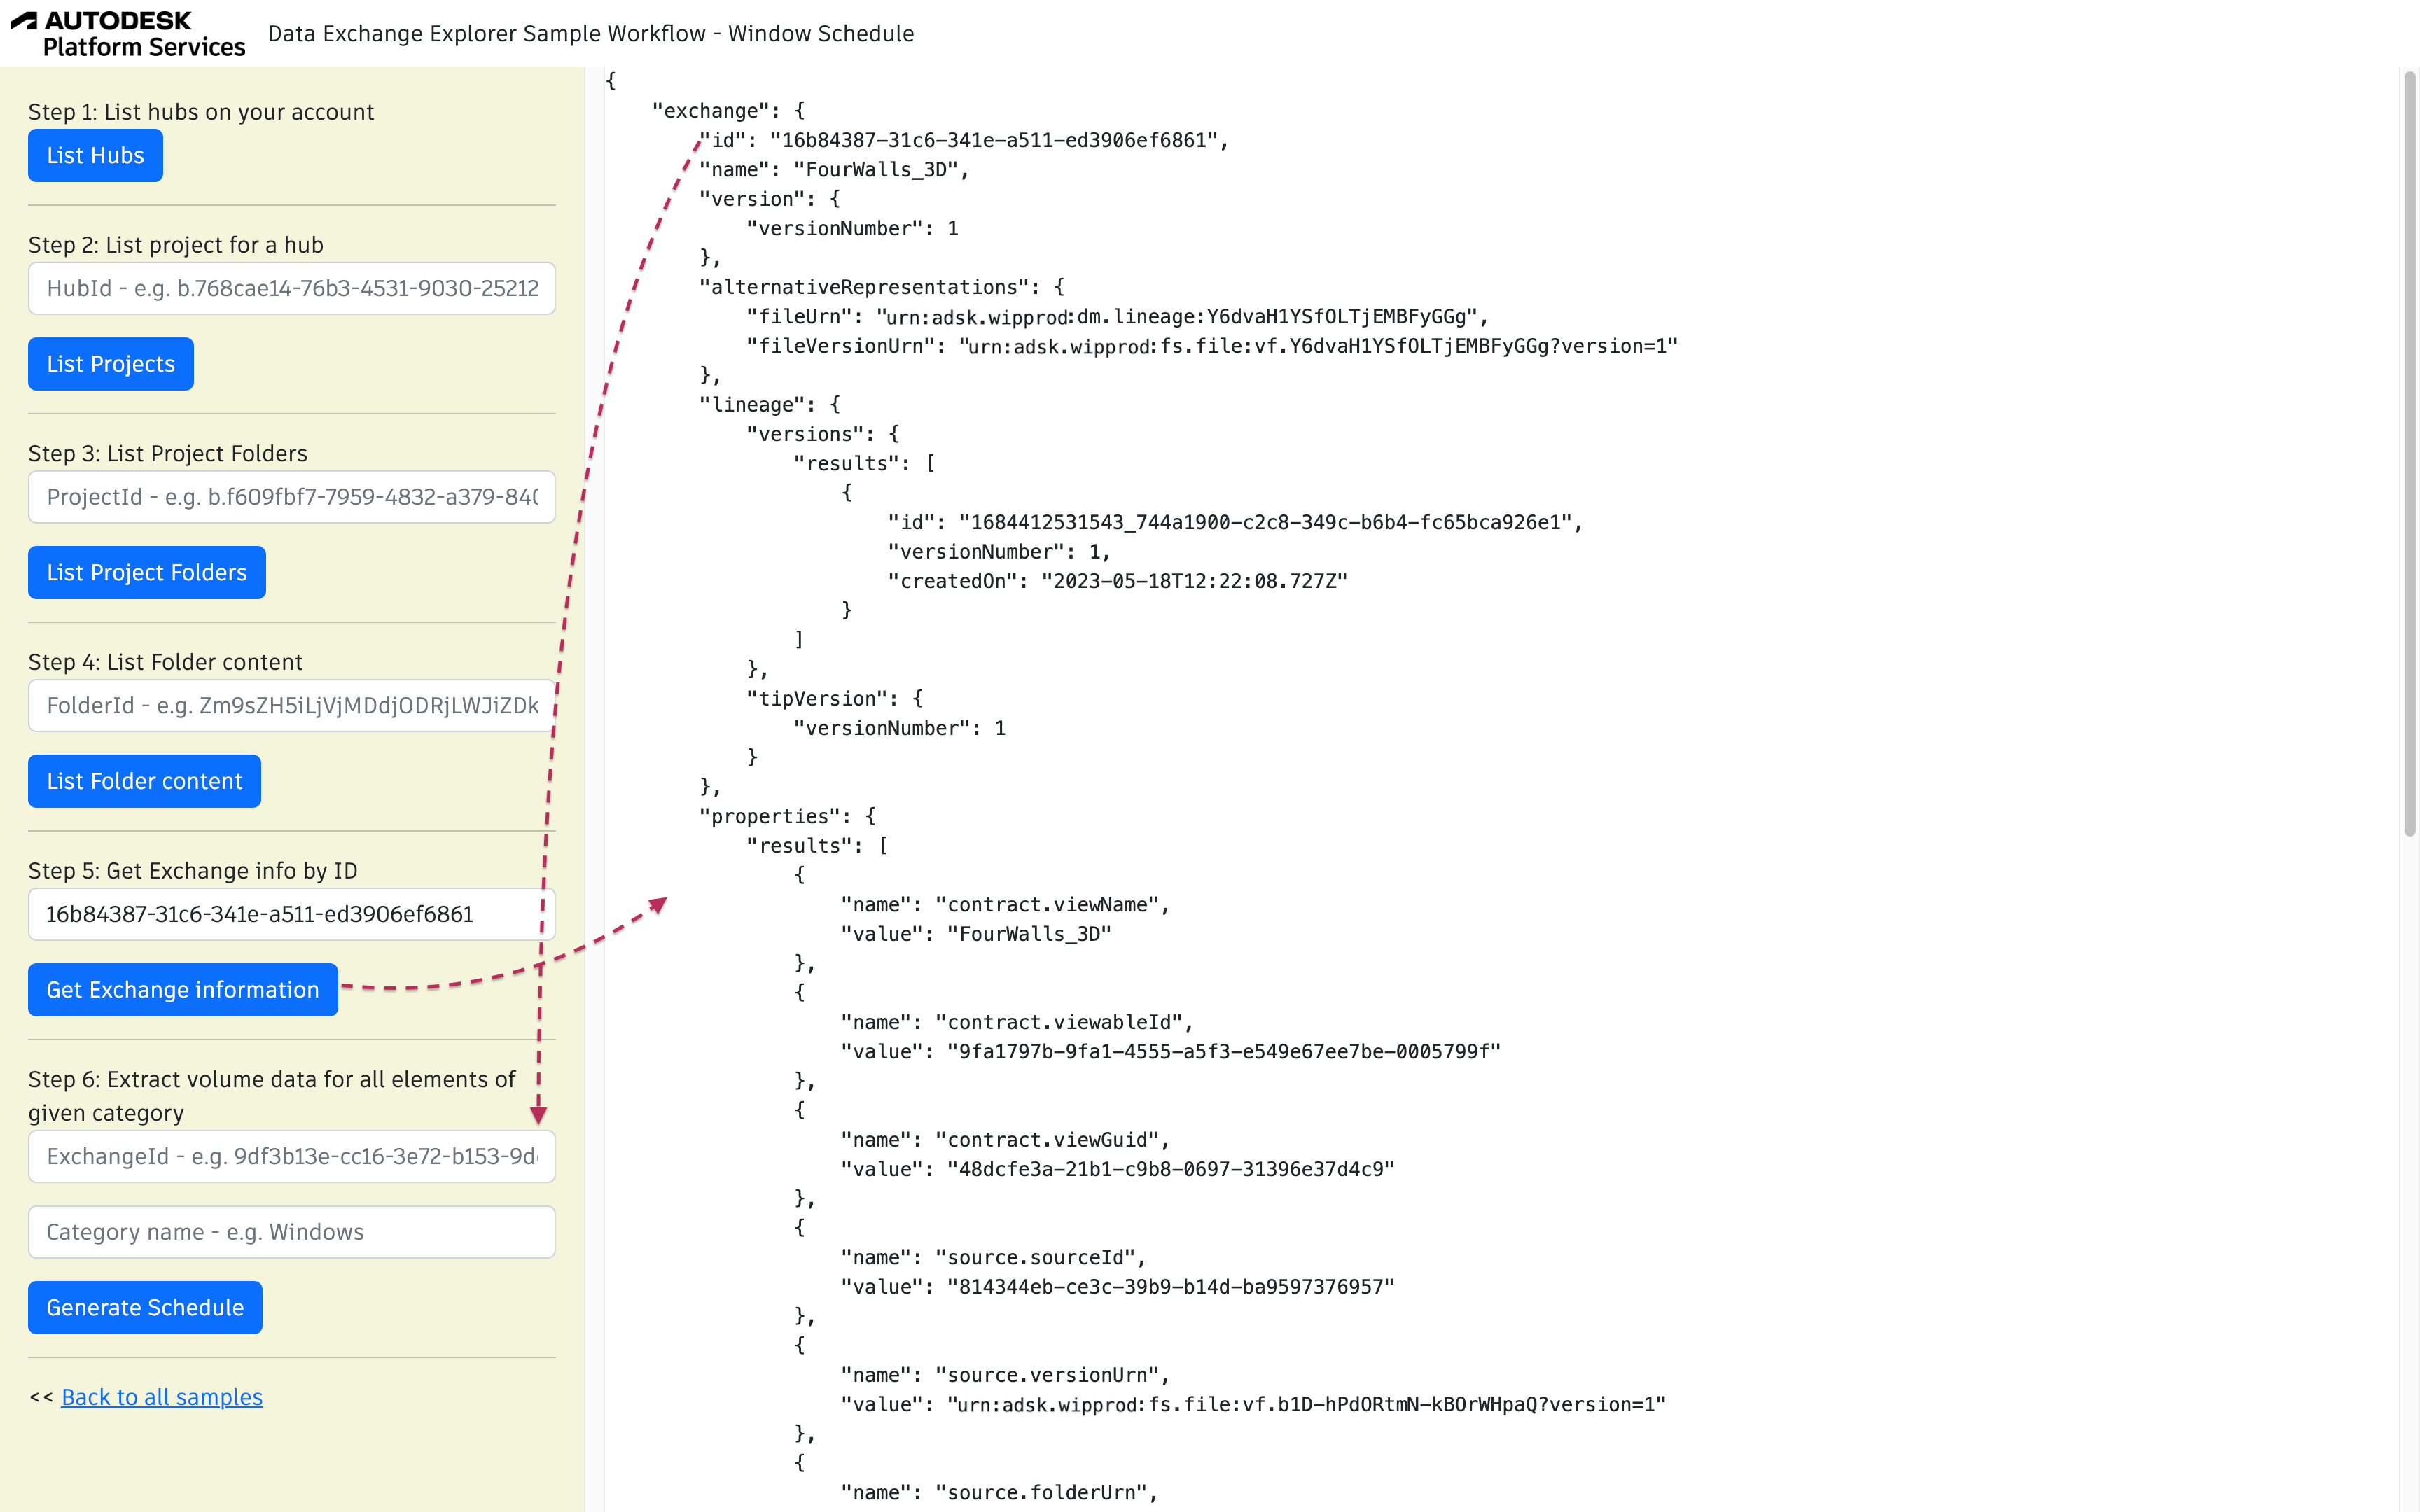 AUTODESK
Platform Services
Data Exchange Explorer Sample Workflow - Window Schedule
Step 1: List hubs on your account
List Hubs
Step 2: List project for a hub
HubId - e.g. b.768cae14-76b3-4531-9030-25212
List Projects
Step 3: List Project Folders
ProjectId - e.g. b.f609fbf7-7959-4832-a379-840
List Project Folders
Step 4: List Folder content
FolderId - e.g. Zm9sZH5iLjVjMDdjODRjLWJiZDk
List Folder content
Step 5: Get Exchange info by ID
16b84387-31c6-341e-a511-ed3906ef6861
Get Exchange information
Step 6: Extract volume data for all elements of
given category
ExchangeId - e.g. 9df3b13e-cc16-3e72-b153-9d
Category name - e.g. Windows
Generate Schedule
<< Back to all samples
{
"exchange": {
"id": "16b84387-31c6-341e-a511-ed3906ef6861",
"name": "FourWalls_3D",
"version": {
"versionNumber": 1
},
"alternativeRepresentations": {
"fileUrn": "urn:adsk.wipprod:dm.lineage:Y6dvaH1YSfOLTjEMBFyGGg",
"fileVersionUrn": "urn:adsk.wipprod:fs.file:vf.Y6dvaH1YSfOLTjEMBFyGGg?version=1"
},
"lineage": {
"versions": {
"results": [
{
"id": "1684412531543_744a1900-c2c8-349c-b6b4-fc65bca926e1",
"versionNumber": 1,
"createdOn": "2023-05-18T12:22:08.727Z"
}
]
},
"tipVersion": {
"versionNumber": 1
}
},
"properties": {
"results": [
{
"name": "contract.viewName",
"value": "FourWalls_3D"
},
{
"name": "contract.viewableId",
"value": "9fa1797b-9fa1-4555-a5f3-e549e67ee7be-0005799f"
},
{
"name": "contract.viewGuid",
"value": "48dcfe3a-21b1-c9b8-0697-31396e37d4c9"
},
{
"name": "source.sourceId",
"value": "814344eb-ce3c-39b9-b14d-ba9597376957"
},
{
"name": "source.versionUrn",
"value": "urn:adsk.wipprod:fs.file:vf.b1D-hPdORtmN-kBOrWHpaQ?version=1"
},
{
"name": "source.folderUrn",